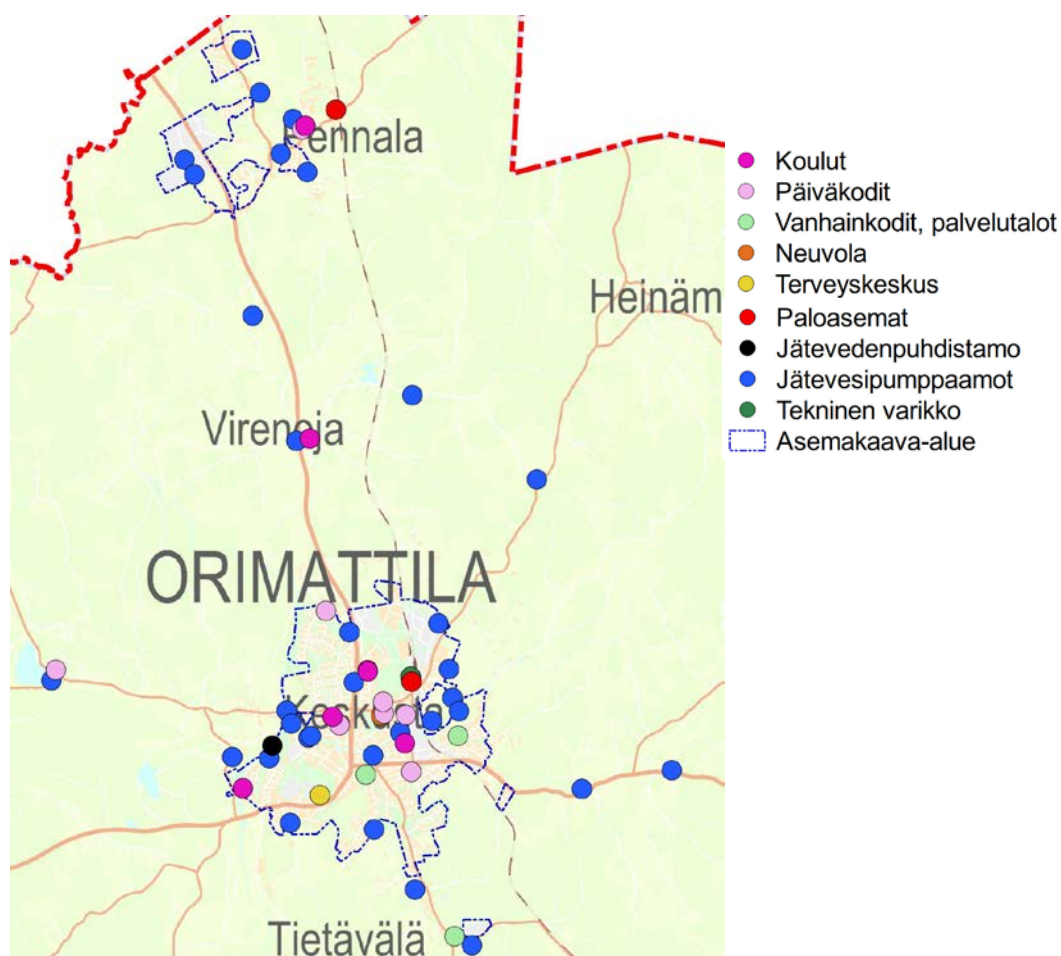 Pennala
Heinäm
Virenoja
ORIMATTILA
Keskusta
Tietävälä
Koulut
Päiväkodit
Vanhainkodit, palvelutalot
Neuvola
Terveyskeskus
Paloasemat
Jätevedenpuhdistamo
Jätevesipumppaamot
Tekninen varikko
Asemakaava-alue